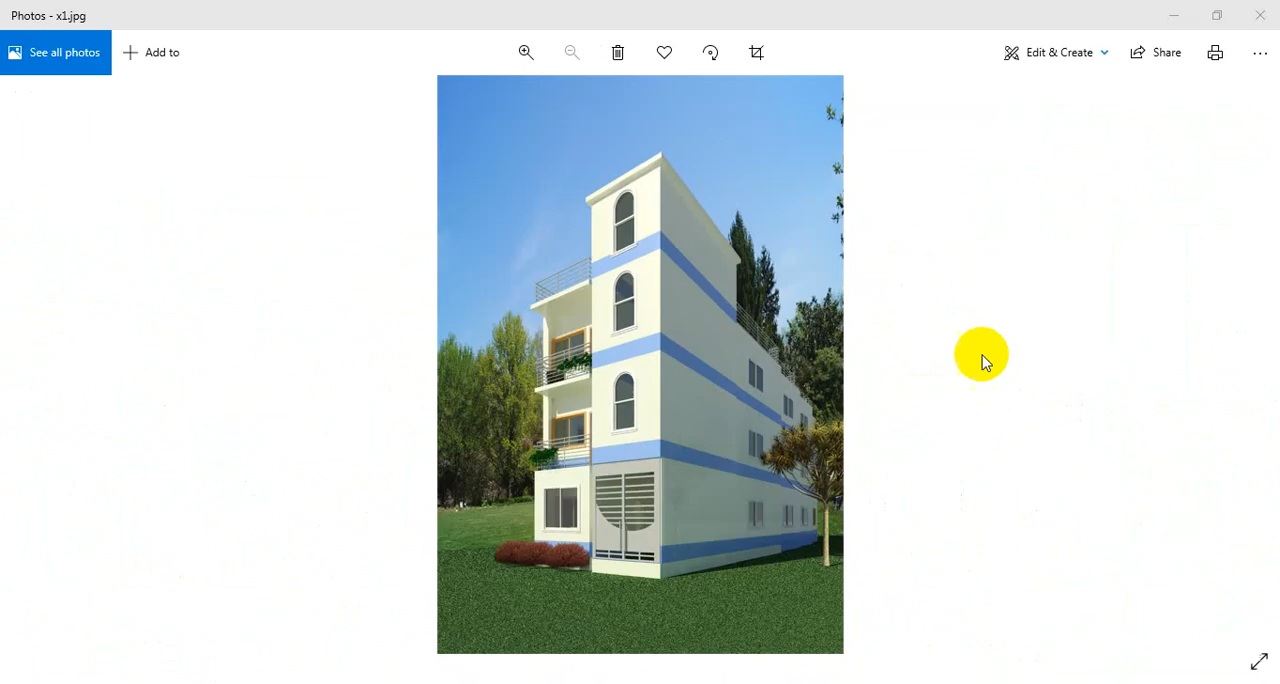 Photos - x1.jpg
See all photos
Add to
Edit & Create
Share